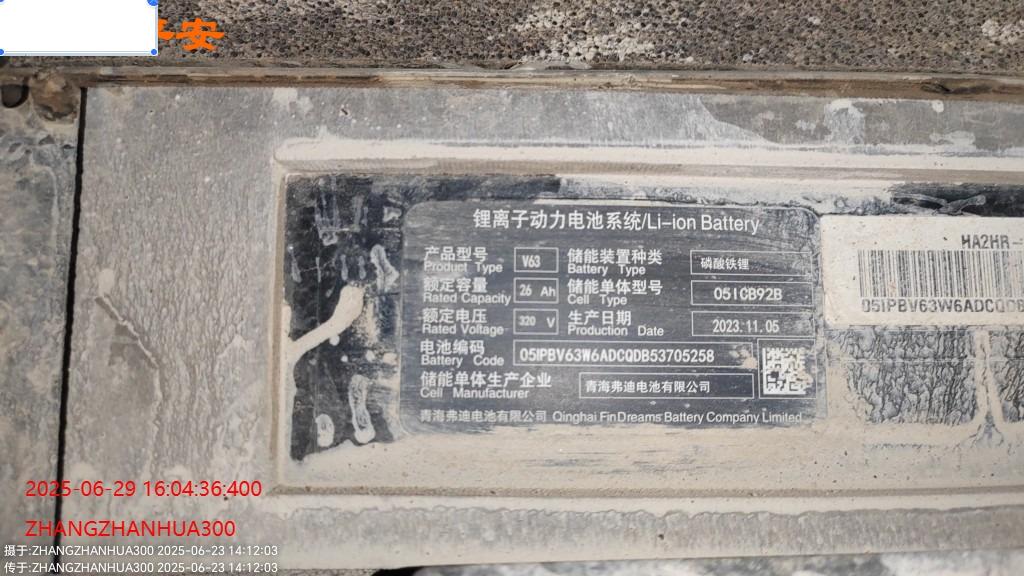 平安
锂离子动力电池系统/Li-ion Battery
产品型号 Product Type V63 储能装置种类 Battery Type 磷酸铁锂
额定容量 Rated Capacity 26 Ah 储能单体型号 Cell Type 051CB92B
额定电压 Rated Voltage 320 V 生产日期 Production Date 2023.11.05
电池编码 Battery Code 05IPBV63W6ADCQDB53705258
储能单体生产企业 Cell Manufacturer 青海弗迪电池有限公司
青海弗迪电池有限公司 Qinghai FinDreams Battery Company Limited
HA2HR-
05IPBV63W6ADCQDB
2025-06-29 16:04:36:400
ZHANGZHANHUA300
摄于:ZHANGZHANHUA300 2025-06-23 14:12:03
传于:ZHANGZHANHUA300 2025-06-23 14:12:03